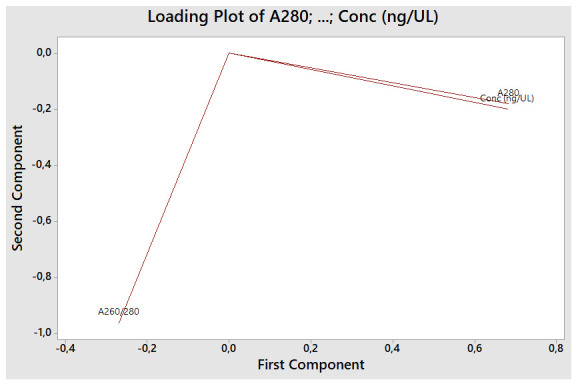 Loading Plot of A280; ...; Conc (ng/UL)
0,0
-0,2
-0,4
-0,6
-0,8
-1,0
Second Component
A280
Conc (ng/UL)
A260/280
-0,4 -0,2 0,0 0,2 0,4 0,6 0,8
First Component